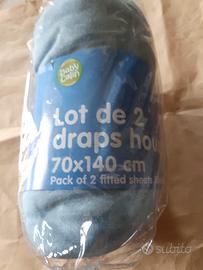 baby
Calin
Lot de 2
draps hou
70x140 cm
Pack of 2 fitted sheets
subito